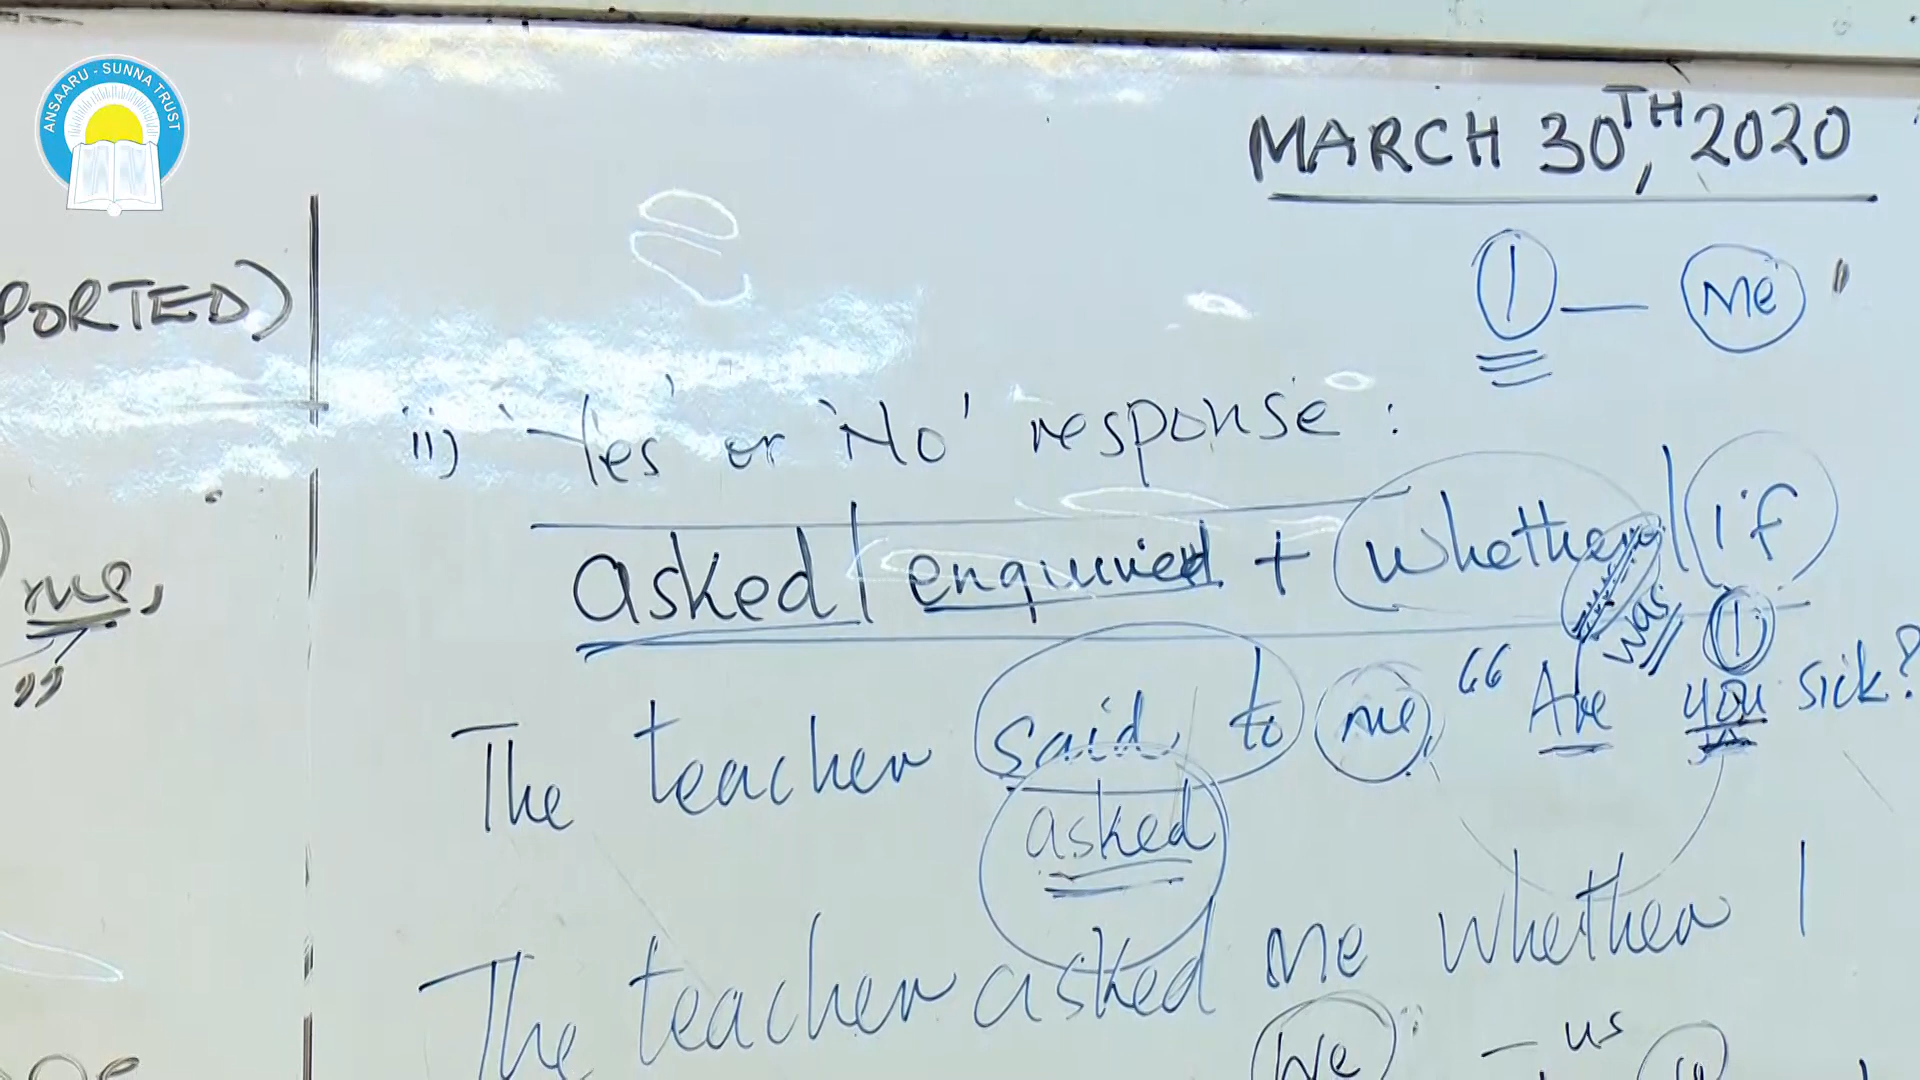 ANSAARU - SUNNA TRUST
MARCH 30TH, 2020
I — Me
PORTED)
ii) 'Yes' or 'No' response:
asked / enquired + whether / if
me,
was I
The teacher said to me, “Are you sick?
asked
The teacher asked me whether I
We — us